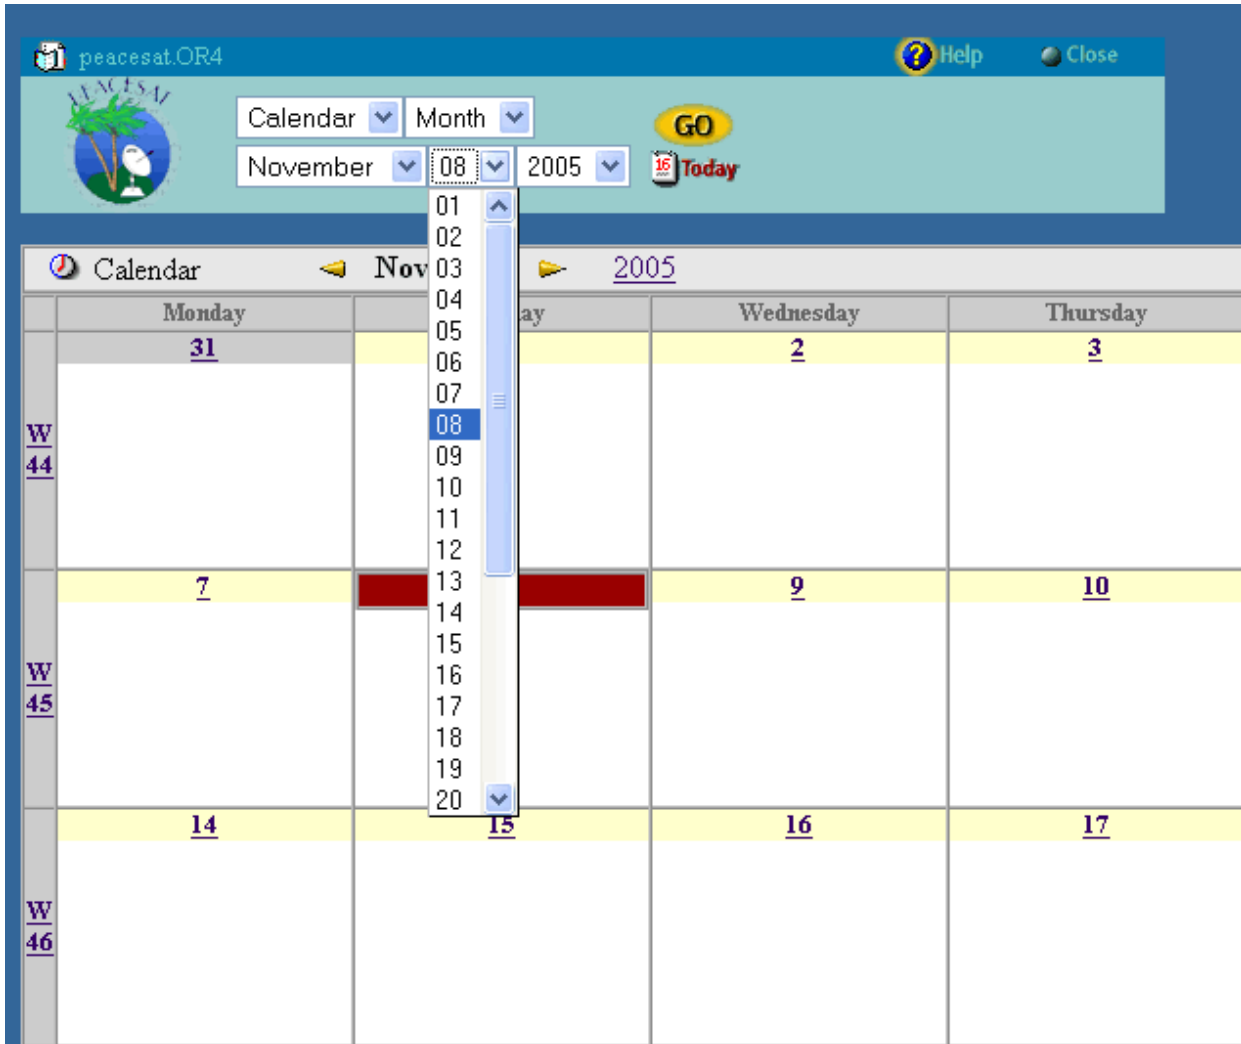 peacesat.OR4 Help Close
PEACESAT
Calendar Month GO
November 08 2005 16 Today
01
02
03
04
05
06
07
08
09
10
11
12
13
14
15
16
17
18
19
20
Calendar Nov 2005
Monday ay Wednesday Thursday
31 2 3
W
44
7 9 10
W
45
14 15 16 17
W
46